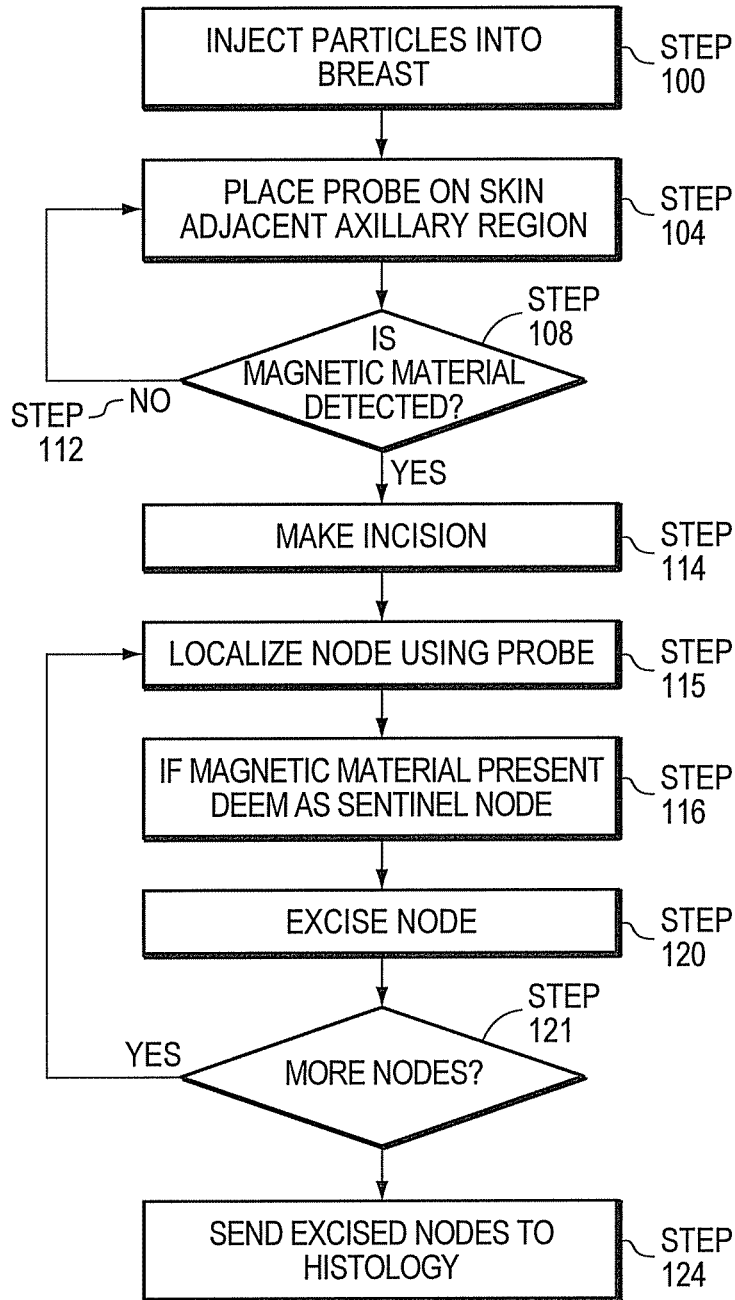 INJECT PARTICLES INTO
BREAST
STEP
100
PLACE PROBE ON SKIN
ADJACENT AXILLARY REGION
STEP
104
STEP
108
IS
MAGNETIC MATERIAL
DETECTED?
NO
STEP
112
YES
MAKE INCISION
STEP
114
LOCALIZE NODE USING PROBE
STEP
115
IF MAGNETIC MATERIAL PRESENT
DEEM AS SENTINEL NODE
STEP
116
EXCISE NODE
STEP
120
STEP
121
YES
MORE NODES?
SEND EXCISED NODES TO
HISTOLOGY
STEP
124